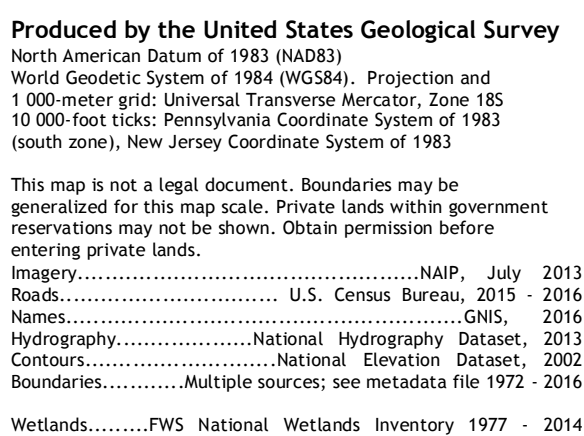 Produced by the United States Geological Survey
North American Datum of 1983 (NAD83)
World Geodetic System of 1984 (WGS84). Projection and
1 000-meter grid: Universal Transverse Mercator, Zone 18S
10 000-foot ticks: Pennsylvania Coordinate System of 1983
(south zone), New Jersey Coordinate System of 1983
This map is not a legal document. Boundaries may be
generalized for this map scale. Private lands within government
reservations may not be shown. Obtain permission before
entering private lands.
Imagery.................................................NAIP, July 2013
Roads............................... U.S. Census Bureau, 2015 - 2016
Names.........................................................GNIS, 2016
Hydrography...................National Hydrography Dataset, 2013
Contours...........................National Elevation Dataset, 2002
Boundaries...........Multiple sources; see metadata file 1972 - 2016
Wetlands.........FWS National Wetlands Inventory 1977 - 2014